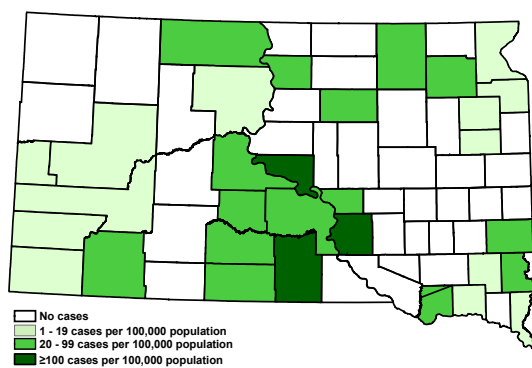 No cases
1 - 19 cases per 100,000 population
20 - 99 cases per 100,000 population
≥100 cases per 100,000 population